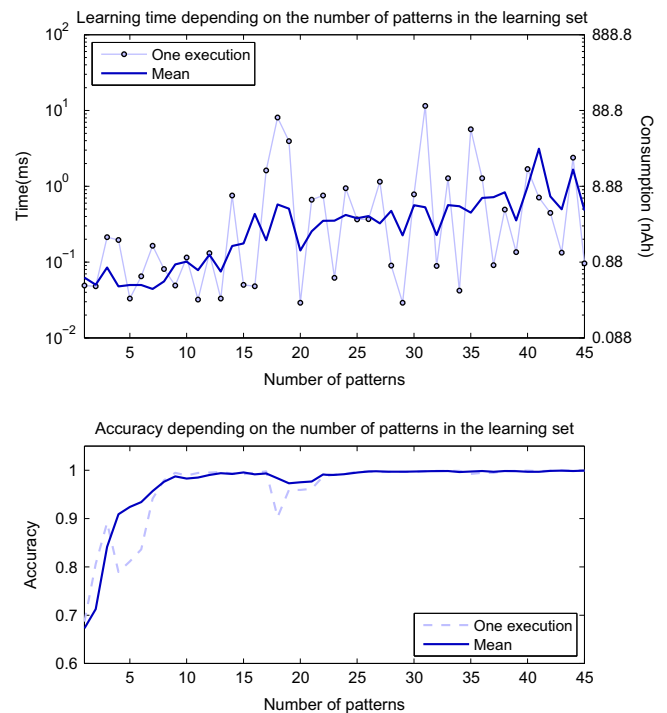 Learning time depending on the number of patterns in the learning set
One execution
Mean
Time(ms)
10^2
10^1
10^0
10^-1
10^-2
888.8
88.8
8.88
0.88
0.088
Consumption (nAh)
5 10 15 20 25 30 35 40 45
Number of patterns
Accuracy depending on the number of patterns in the learning set
Accuracy
1
0.9
0.8
0.7
0.6
One execution
Mean
5 10 15 20 25 30 35 40 45
Number of patterns